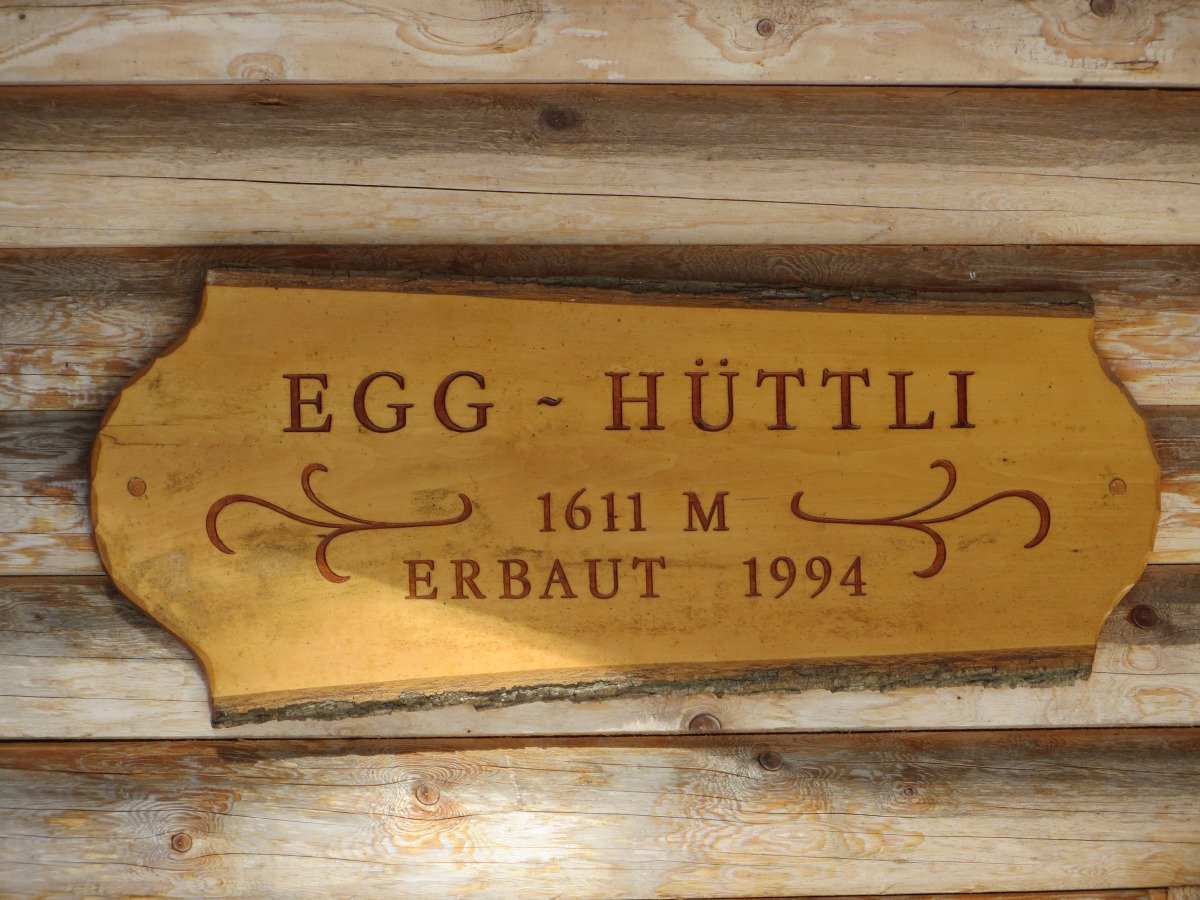 EGG ~ HÜTTLI
1611 M
ERBAUT 1994